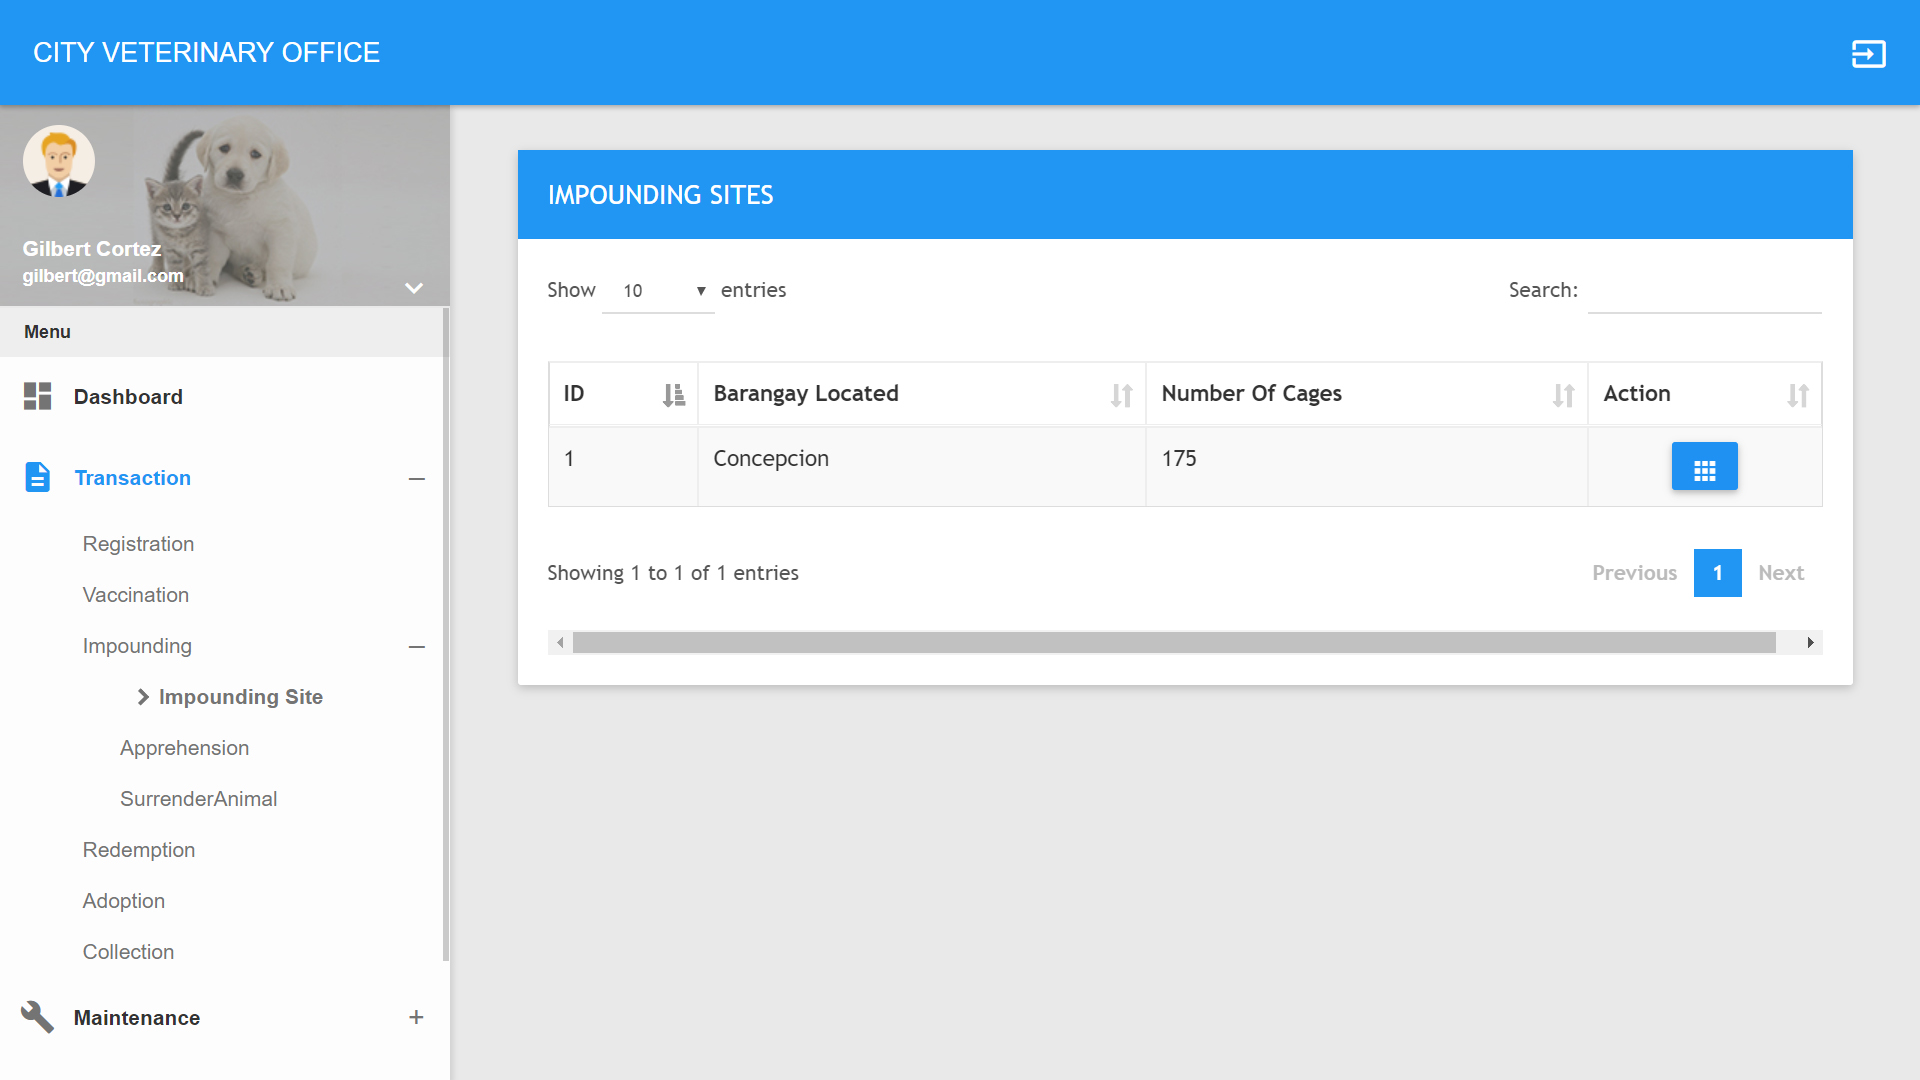 CITY VETERINARY OFFICE
Gilbert Cortez
gilbert@gmail.com
Menu
Dashboard
Transaction
Registration
Vaccination
Impounding
Impounding Site
Apprehension
SurrenderAnimal
Redemption
Adoption
Collection
Maintenance
IMPOUNDING SITES
Show 10 entries
Search:
ID Barangay Located Number Of Cages Action
1 Concepcion 175
Showing 1 to 1 of 1 entries
Previous 1 Next